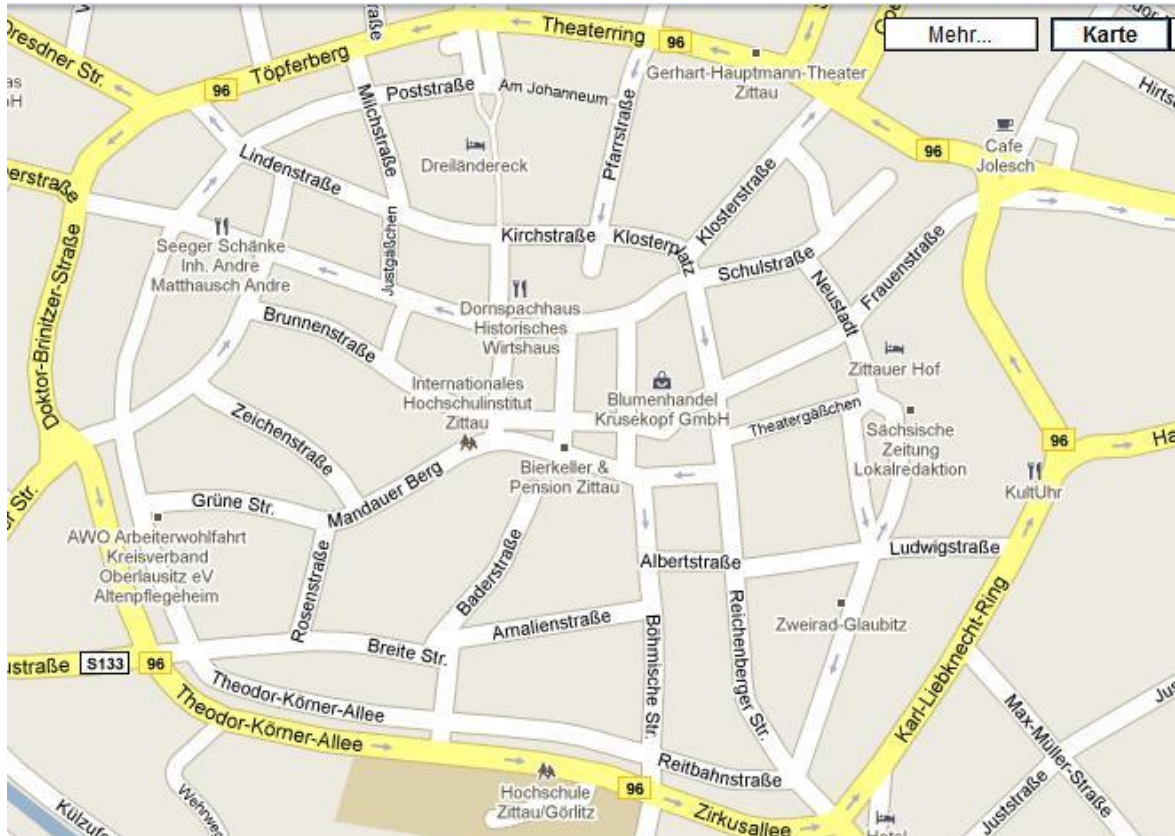 Mehr...
Karte
Theaterring
96
Dresdner Str.
Töpferberg
96
Gerhart-Hauptmann-Theater
Zittau
Poststraße
Am Johanneum
Milchstraße
Pfarrstraße
Dreiländereck
Lindenstraße
Cafe
Jolesch
96
Klosterstraße
Seeger Schänke
Inh. Andre
Matthausch Andre
Justgäßchen
Kirchstraße
Klosterplatz
Schulstraße
Frauenstraße
Neustadt
Doktor-Brinitzer-Straße
Brunnenstraße
Dornspachhaus
Historisches
Wirtshaus
Zittauer Hof
Internationales
Hochschulinstitut
Zittau
Blumenhandel
Krusekopf GmbH
Theatergäßchen
Zeichenstraße
Sächsische
Zeitung
Lokalredaktion
96
Bierkeller &
Pension Zittau
Mandauer Berg
Grüne Str.
KultUhr
AWO Arbeiterwohlfahrt
Kreisverband
Oberlausitz eV
Altenpflegeheim
Rosenstraße
Baderstraße
Albertstraße
Ludwigstraße
Zweirad-Glaubitz
Amalienstraße
Breite Str.
Böhmische Str.
Reichenberger Str.
Karl-Liebknecht-Ring
S133
96
Theodor-Körner-Allee
Theodor-Körner-Allee
Max-Müller-Straße
Reitbahnstraße
Hochschule
Zittau/Görlitz
96
Zirkusallee
Juststraße